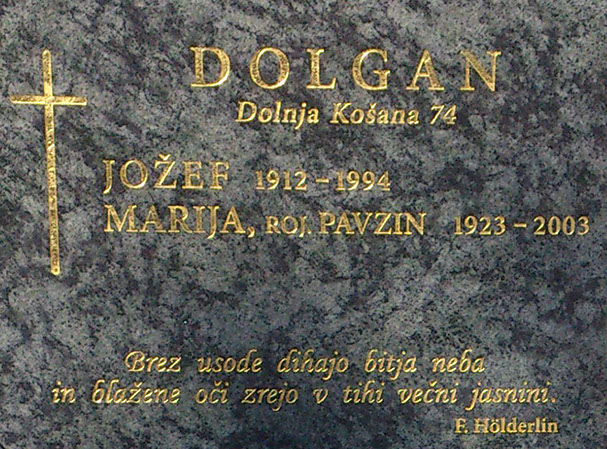 DOLGAN
Dolnja Košana 74
JOŽEF 1912 – 1994
MARIJA, ROJ. PAVZIN 1923 – 2003
Brez usode dihajo bitja neba
in blažene oči zrejo v tihi večni jasnini.
F. Hölderlin